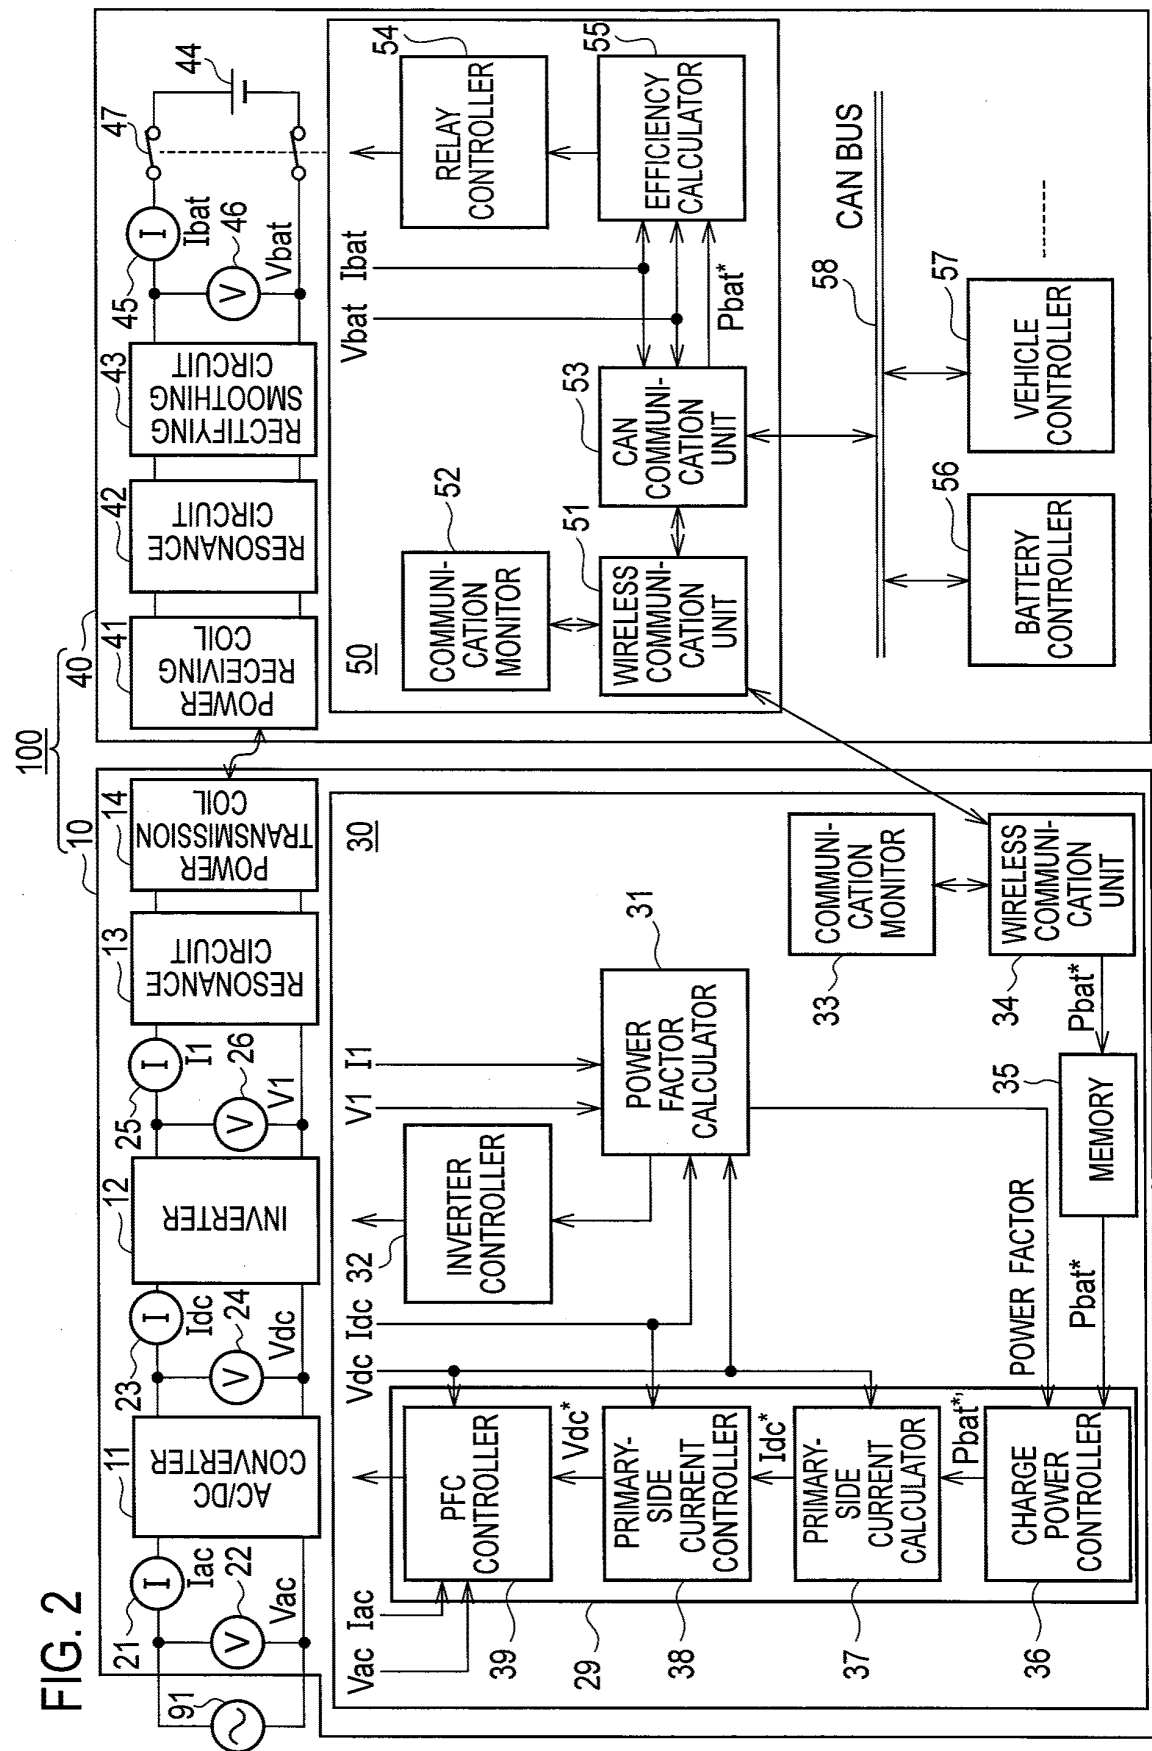 FIG. 2
100
10
40
91
21
I
Iac
22
V
Vac
11
AC/DC
CONVERTER
23
I
Idc
24
V
Vdc
12
INVERTER
25
I
I1
26
V
V1
13
RESONANCE
CIRCUIT
14
POWER
TRANSMISSION
COIL
41
POWER
RECEIVING
COIL
42
RESONANCE
CIRCUIT
43
RECTIFYING
SMOOTHING
CIRCUIT
45
I
Ibat
46
V
Vbat
47
44
30
Vac
Iac
Vdc
Idc
V1
I1
39
PFC
CONTROLLER
Vdc*
29
38
PRIMARY-
SIDE
CURRENT
CONTROLLER
Idc*
37
PRIMARY-
SIDE
CURRENT
CALCULATOR
Pbat*'
36
CHARGE
POWER
CONTROLLER
32
INVERTER
CONTROLLER
31
POWER
FACTOR
CALCULATOR
POWER FACTOR
Pbat*
35
MEMORY
Pbat*
33
COMMUNI-
CATION
MONITOR
34
WIRELESS
COMMUNI-
CATION
UNIT
50
52
COMMUNI-
CATION
MONITOR
51
WIRELESS
COMMUNI-
CATION
UNIT
53
CAN
COMMUNI-
CATION
UNIT
Vbat
Ibat
Pbat*
54
RELAY
CONTROLLER
55
EFFICIENCY
CALCULATOR
58
CAN BUS
56
BATTERY
CONTROLLER
57
VEHICLE
CONTROLLER